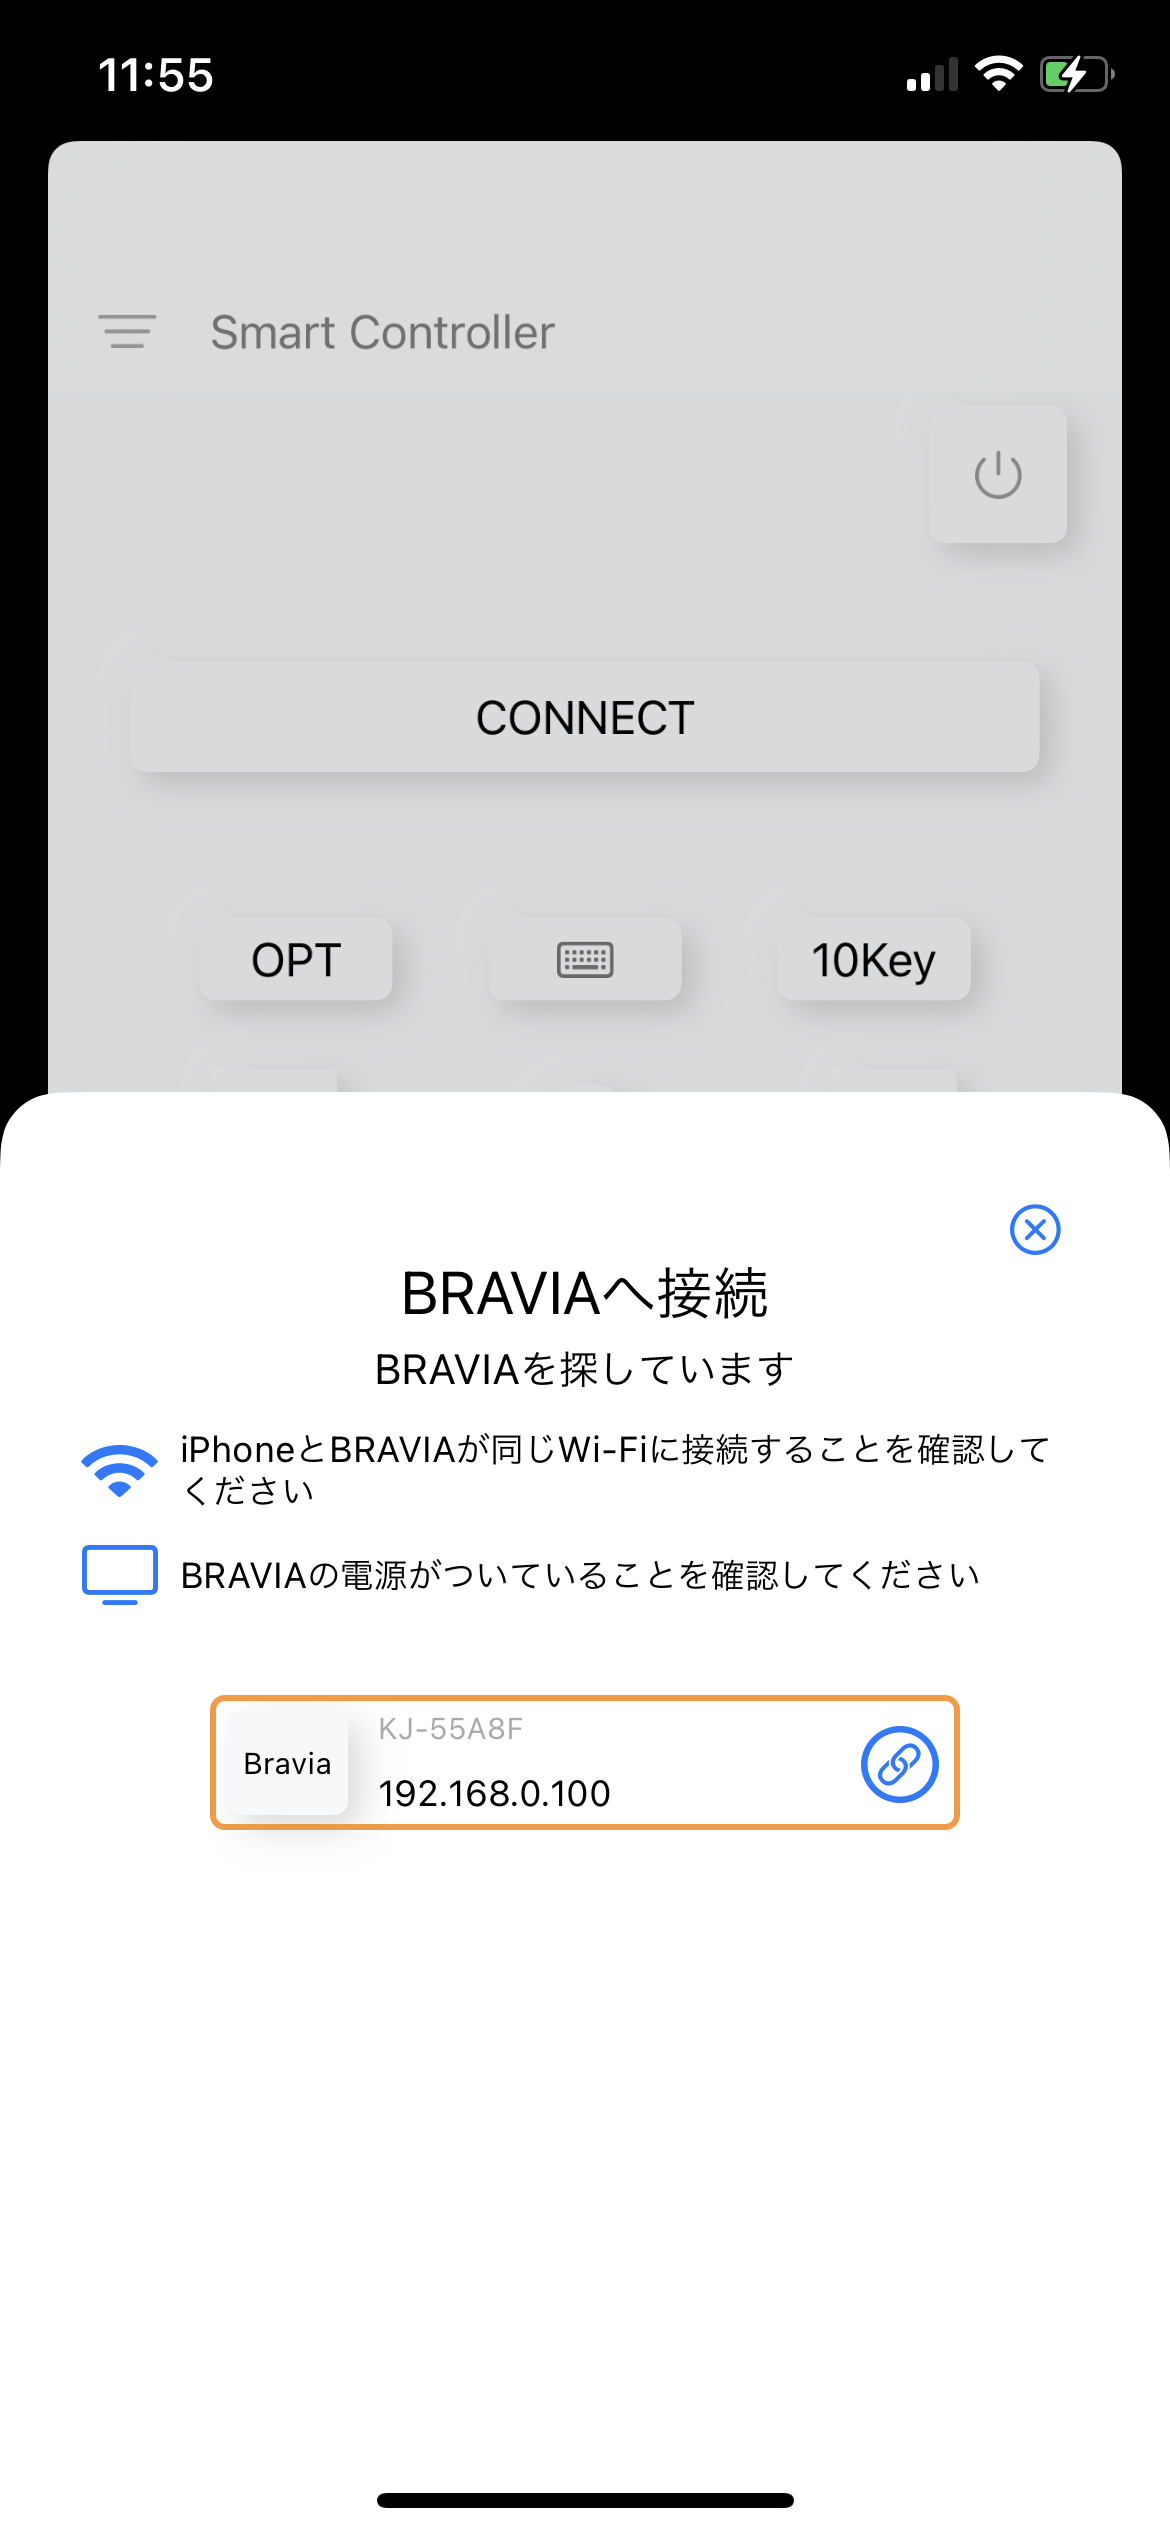 11:55
Smart Controller
CONNECT
OPT
10Key
BRAVIAへ接続
BRAVIAを探しています
iPhoneとBRAVIAが同じWi-Fiに接続することを確認して
ください
BRAVIAの電源がついていることを確認してください
Bravia
KJ-55A8F
192.168.0.100